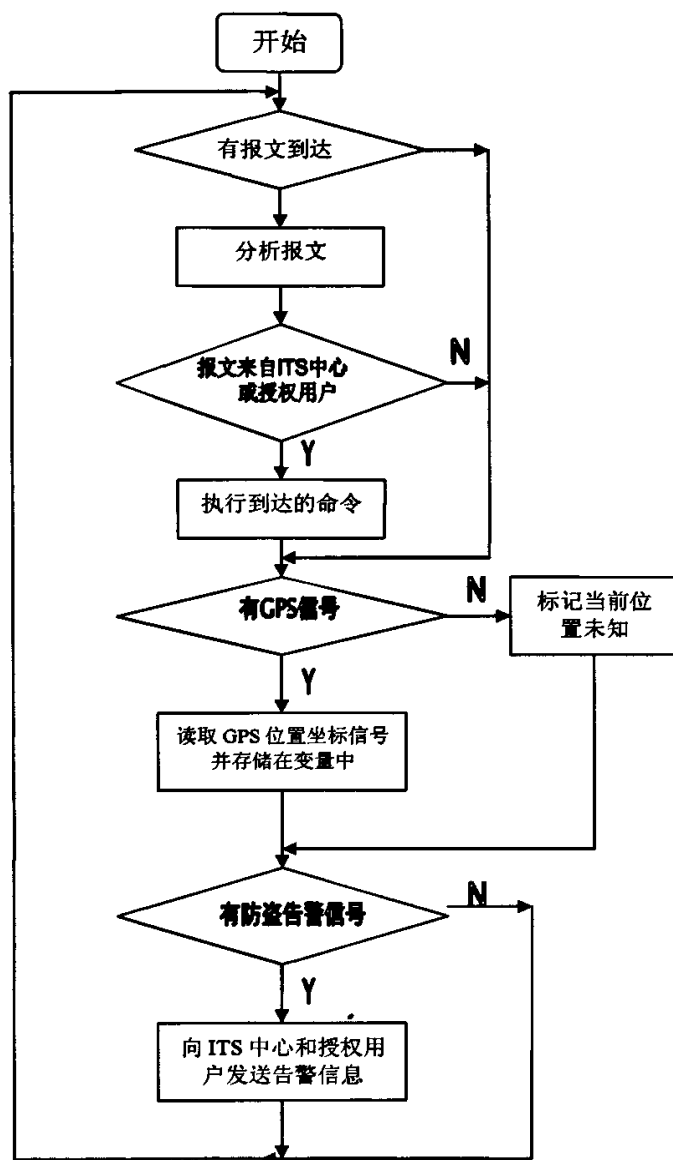 开始
有报文到达
分析报文
报文来自ITS中心
或授权用户
N
Y
执行到达的命令
有GPS信号
N
标记当前位
置未知
Y
读取 GPS 位置坐标信号
并存储在变量中
有防盗告警信号
N
Y
向 ITS 中心和授权用
户发送告警信息